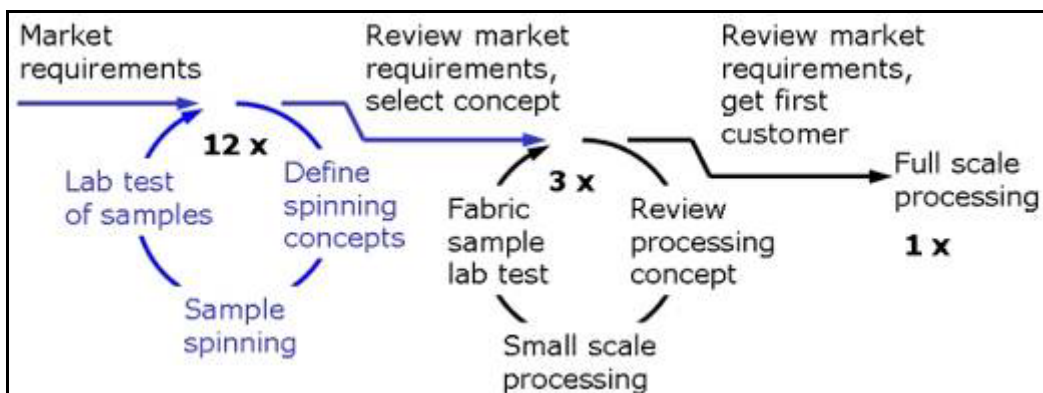 Market
requirements
Review market
requirements,
select concept
Review market
requirements,
get first
customer
12 x
Lab test
of samples
Define
spinning
concepts
Sample
spinning
3 x
Fabric
sample
lab test
Review
processing
concept
Small scale
processing
Full scale
processing
1 x